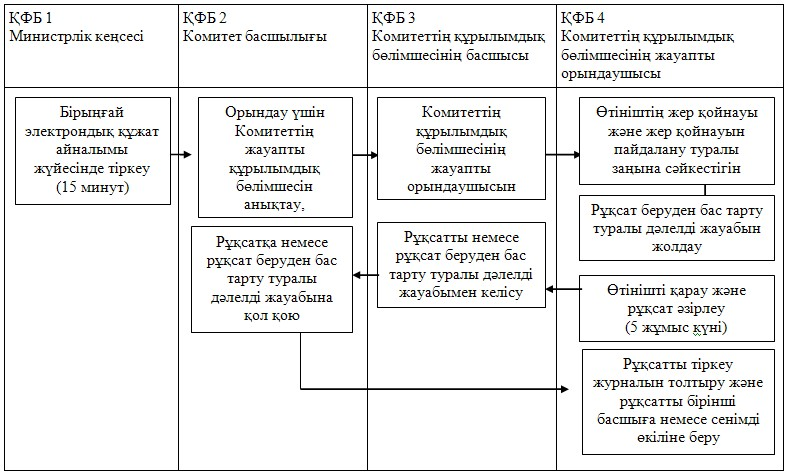 ҚФБ 1
Министрлік кеңсесі
ҚФБ 2
Комитет басшылығы
ҚФБ 3
Комитеттің құрылымдық
бөлімшесінің басшысы
ҚФБ 4
Комитеттің құрылымдық
бөлімшесінің жауапты
орындаушысы
Бірыңғай
электрондық құжат
айналымы
жүйесінде тіркеу
(15 минут)
Орындау үшін
Комитеттің
жауапты
құрылымдық
бөлімшесін
анықтау,
Комитеттің
құрылымдық
бөлімшесінің
жауапты
орындаушысын
Өтініштің жер қойнауы
және жер қойнауын
пайдалану туралы
заңына сәйкестігін
Рұқсат беруден бас тарту
туралы дәлелді жауабын
жолдау
Рұқсатқа немесе
рұқсат беруден бас
тарту туралы
дәлелді жауабына
қол қою
Рұқсатты немесе
рұқсат беруден бас
тарту туралы дәлелді
жауабымен келісу
Өтінішті қарау және
рұқсат әзірлеу
(5 жұмыс күні)
Рұқсатты тіркеу
журналын толтыру және
рұқсатты бірінші
басшыға немесе сенімді
өкіліне беру